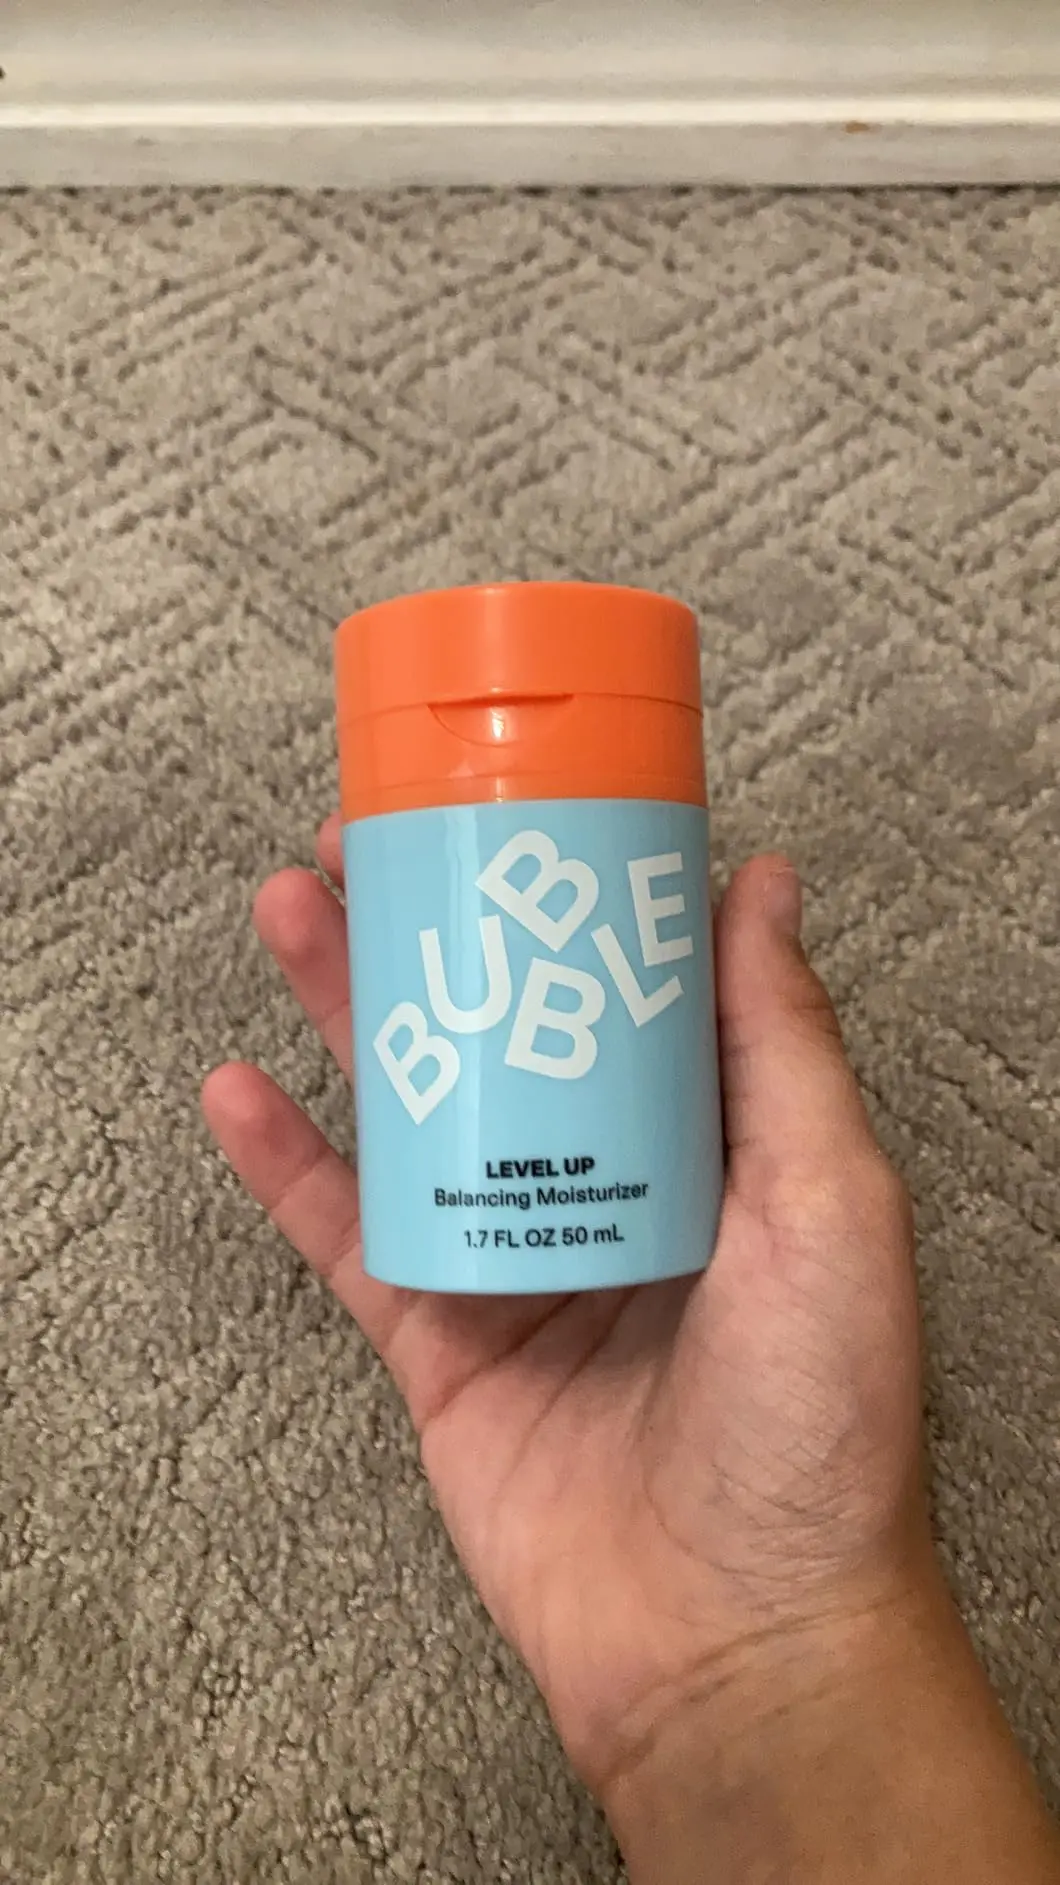 BUBBLE
LEVEL UP
Balancing Moisturizer
1.7 FL OZ 50 mL